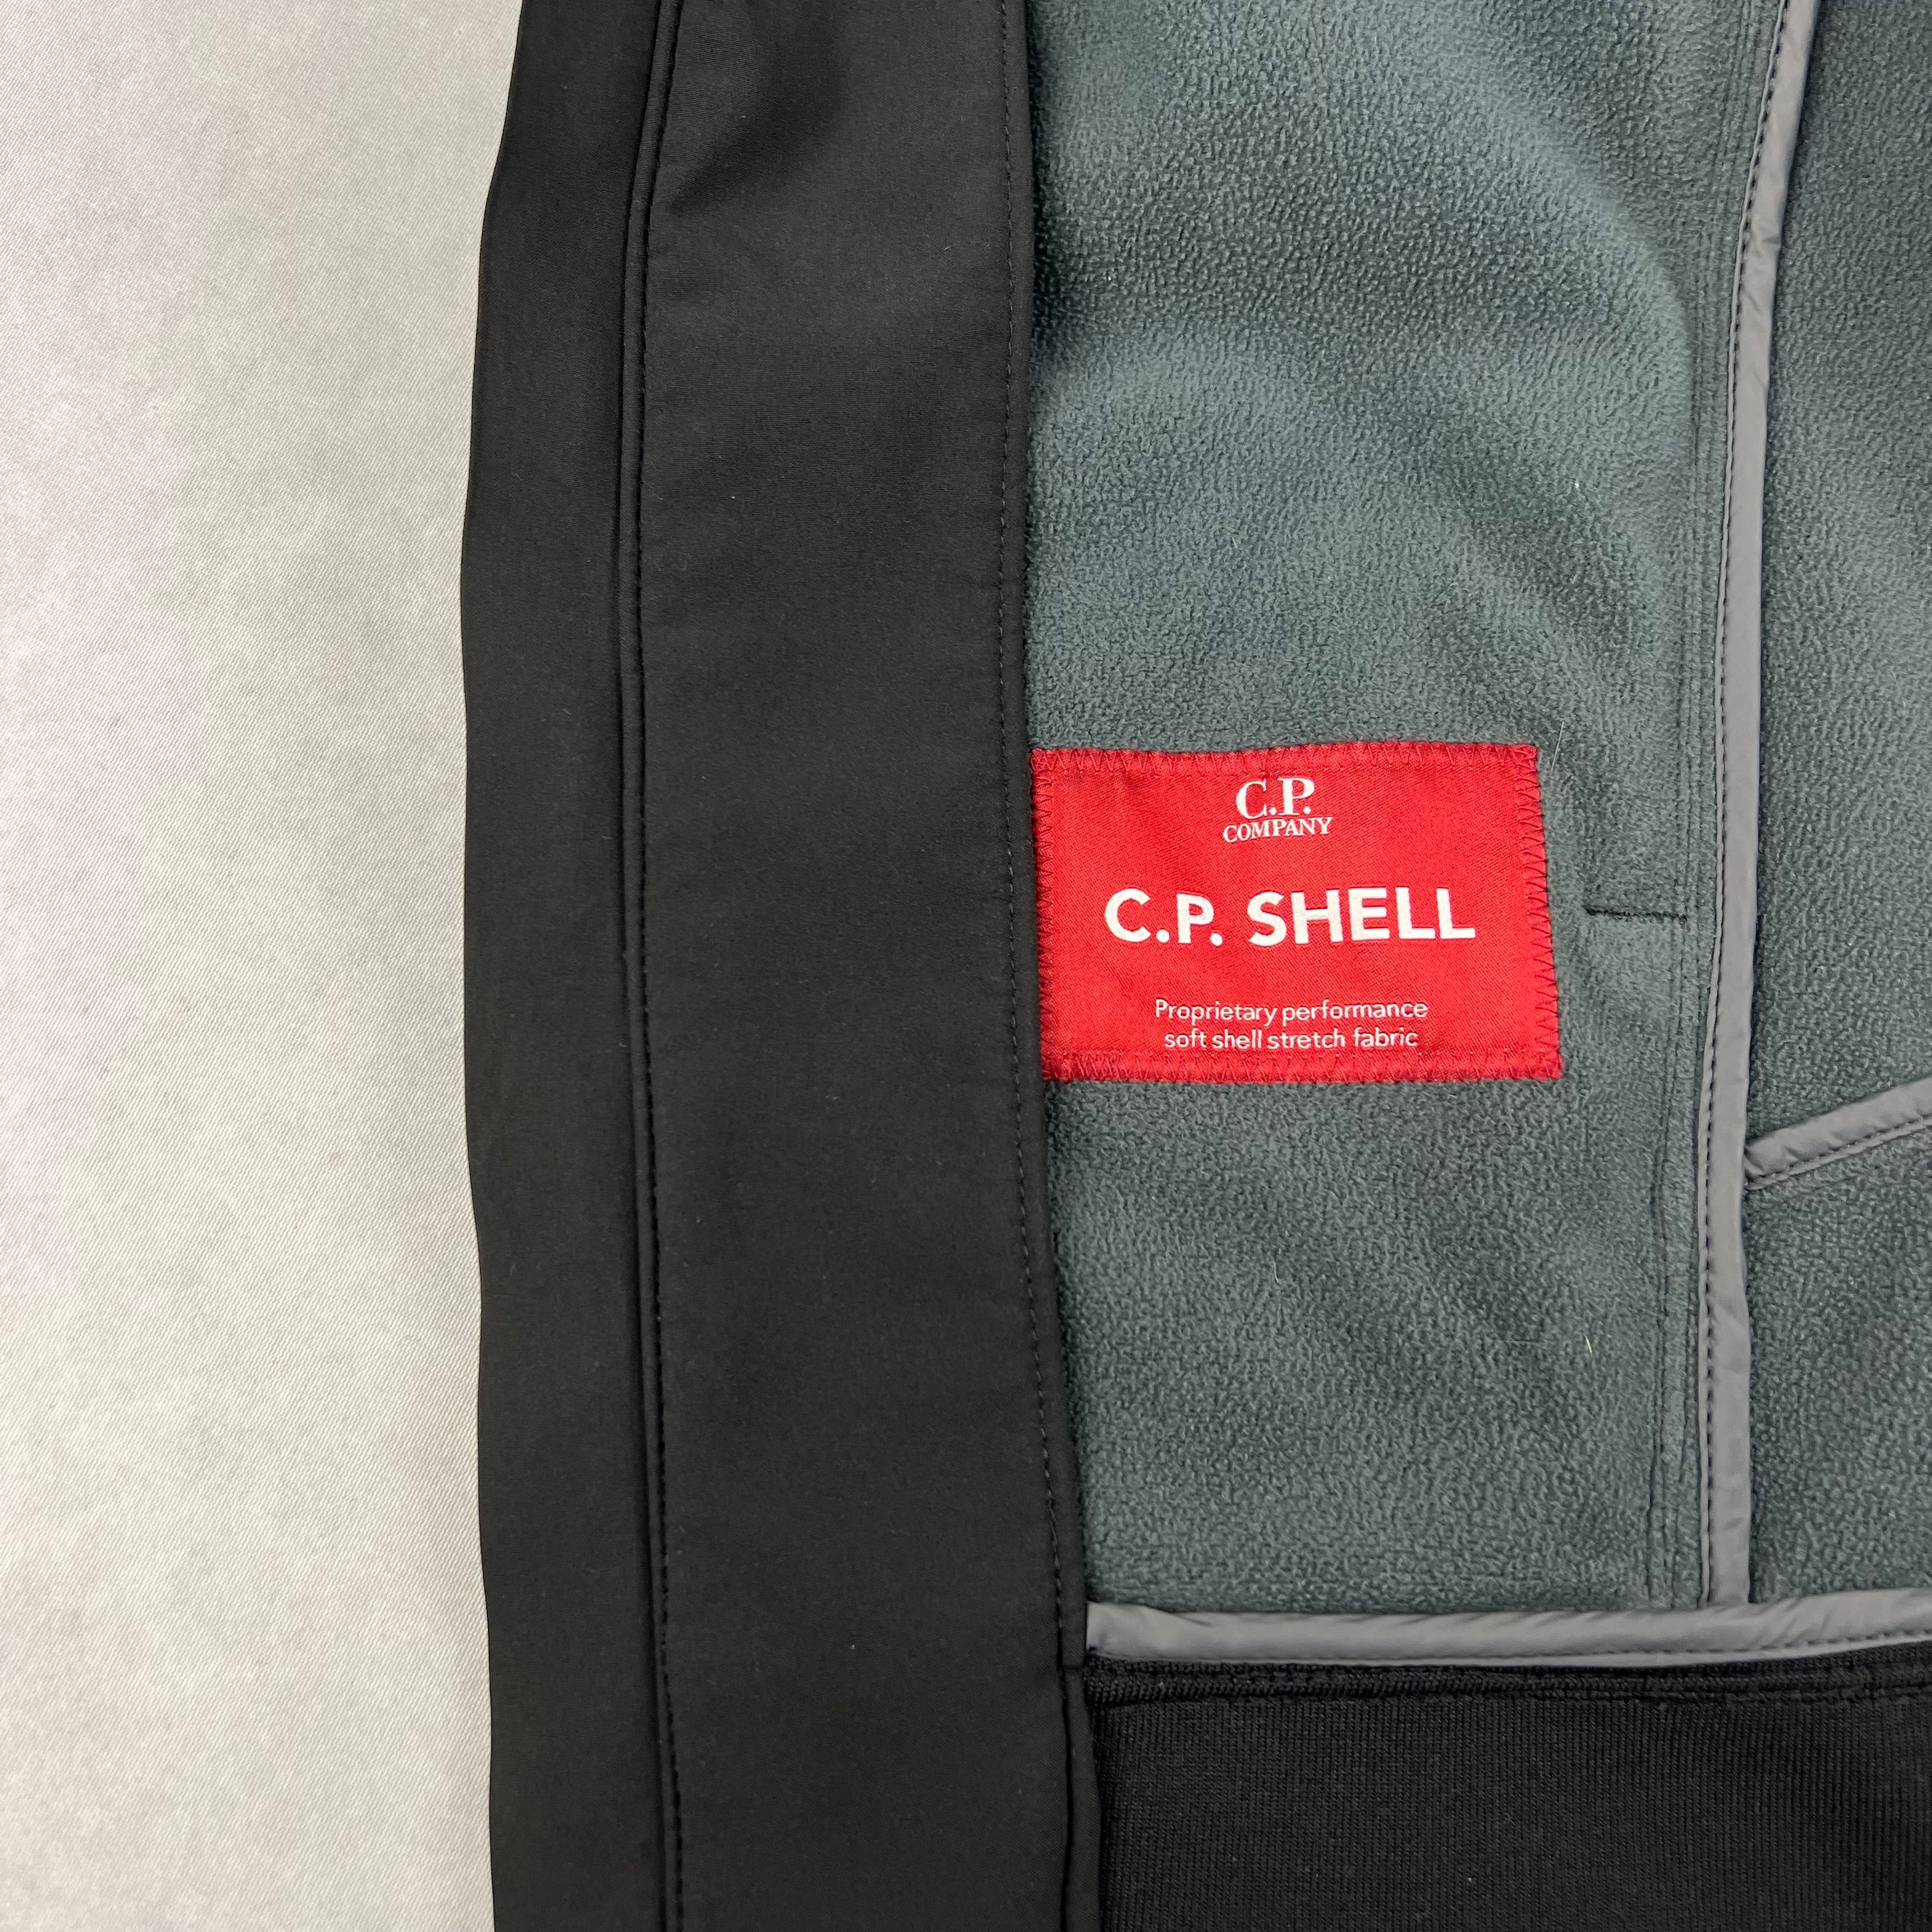 C.P.
COMPANY
C.P. SHELL
Proprietary performance
soft shell stretch fabric